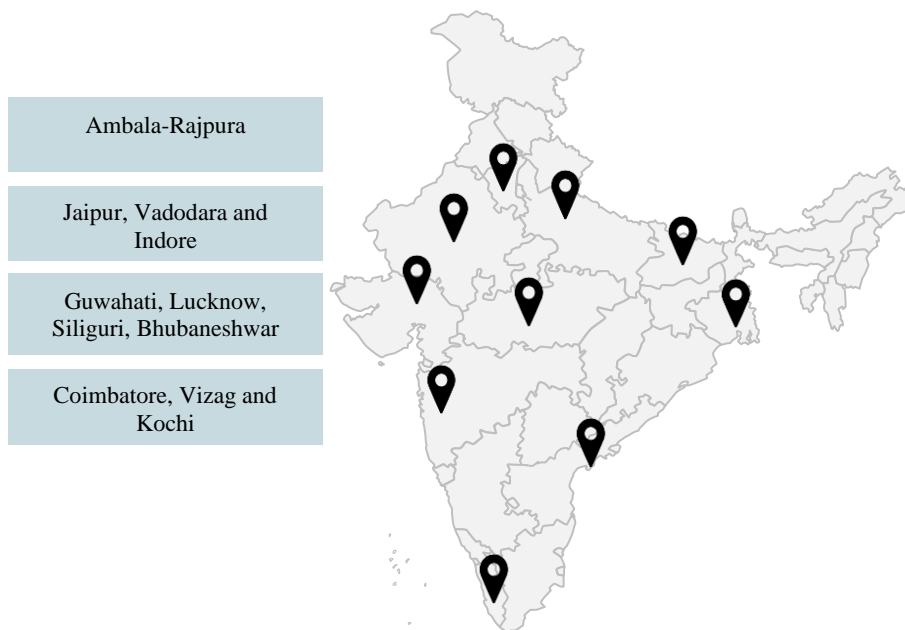 Ambala-Rajpura
Jaipur, Vadodara and
Indore
Guwahati, Lucknow,
Siliguri, Bhubaneshwar
Coimbatore, Vizag and
Kochi